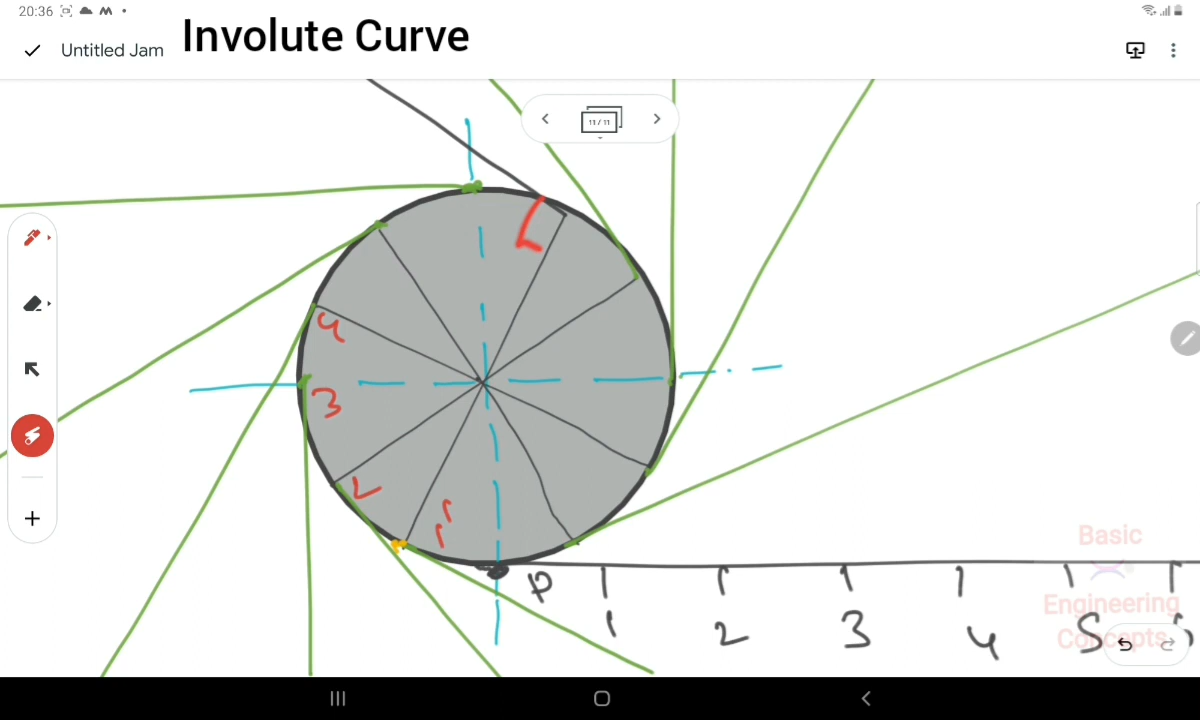 20:36
Involute Curve
Untitled Jam
11 / 11
4
3
2
1'
P
1 2 3 4 5
Basic
Engineering
Concepts